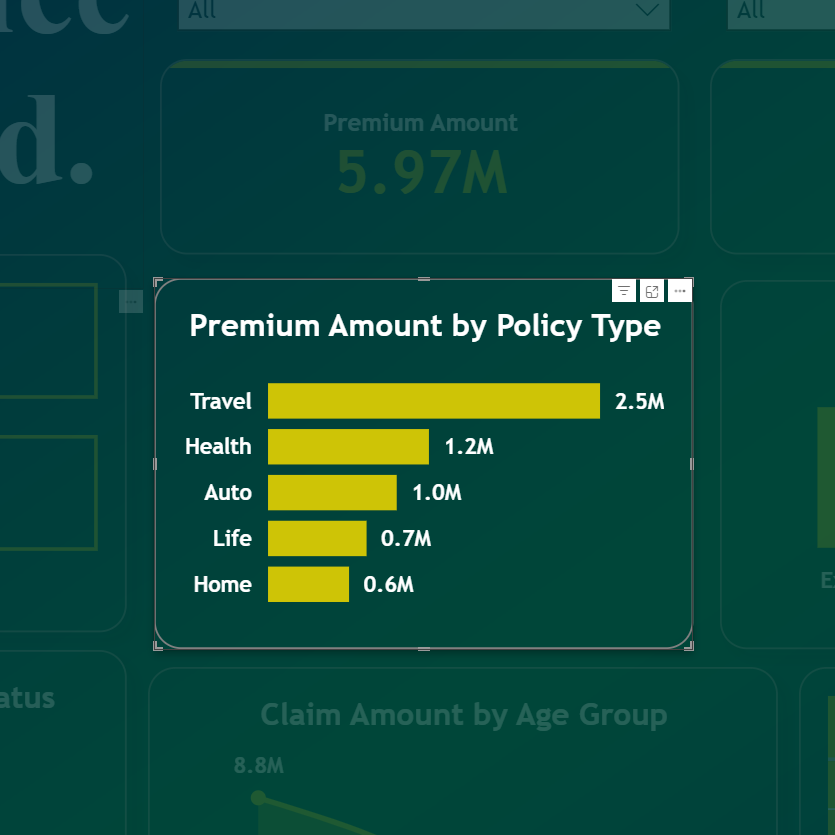 All
All
d.
Premium Amount
5.97M
Premium Amount by Policy Type
Travel 2.5M
Health 1.2M
Auto 1.0M
Life 0.7M
Home 0.6M
atus
Claim Amount by Age Group
8.8M